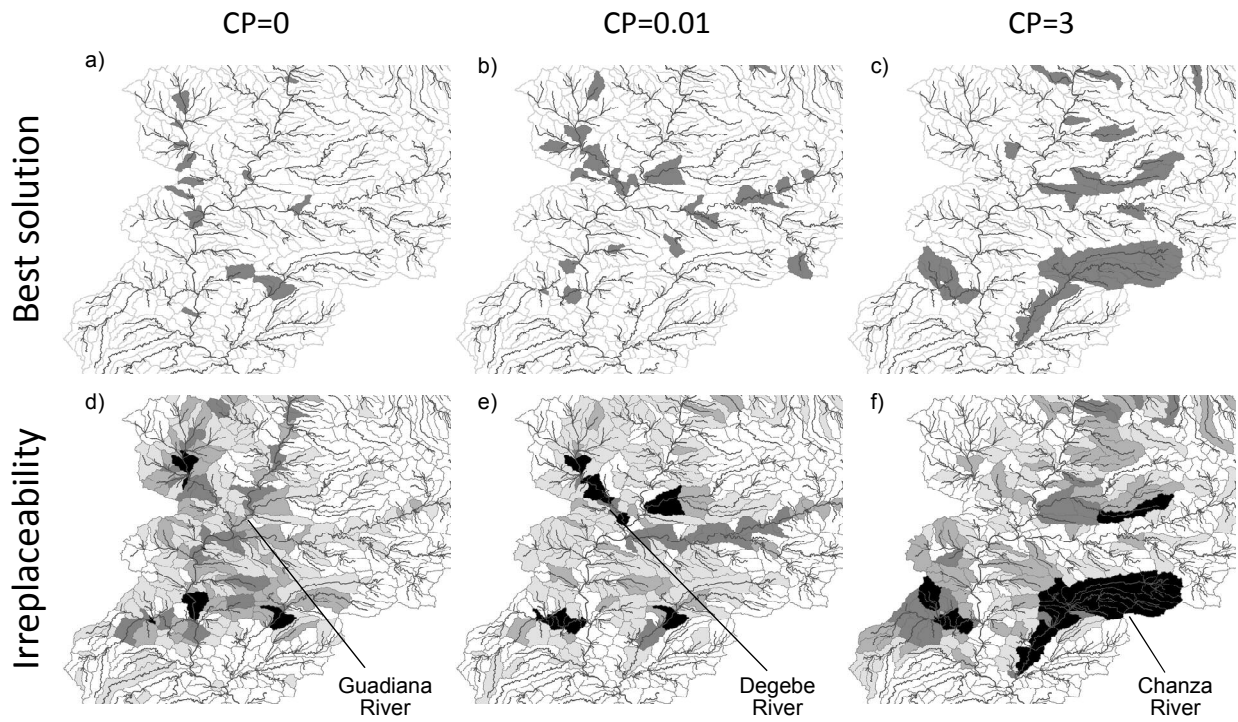 CP=0
CP=0.01
CP=3
Best solution
a)
b)
c)
Irreplaceability
d)
e)
f)
Guadiana
River
Degebe
River
Chanza
River